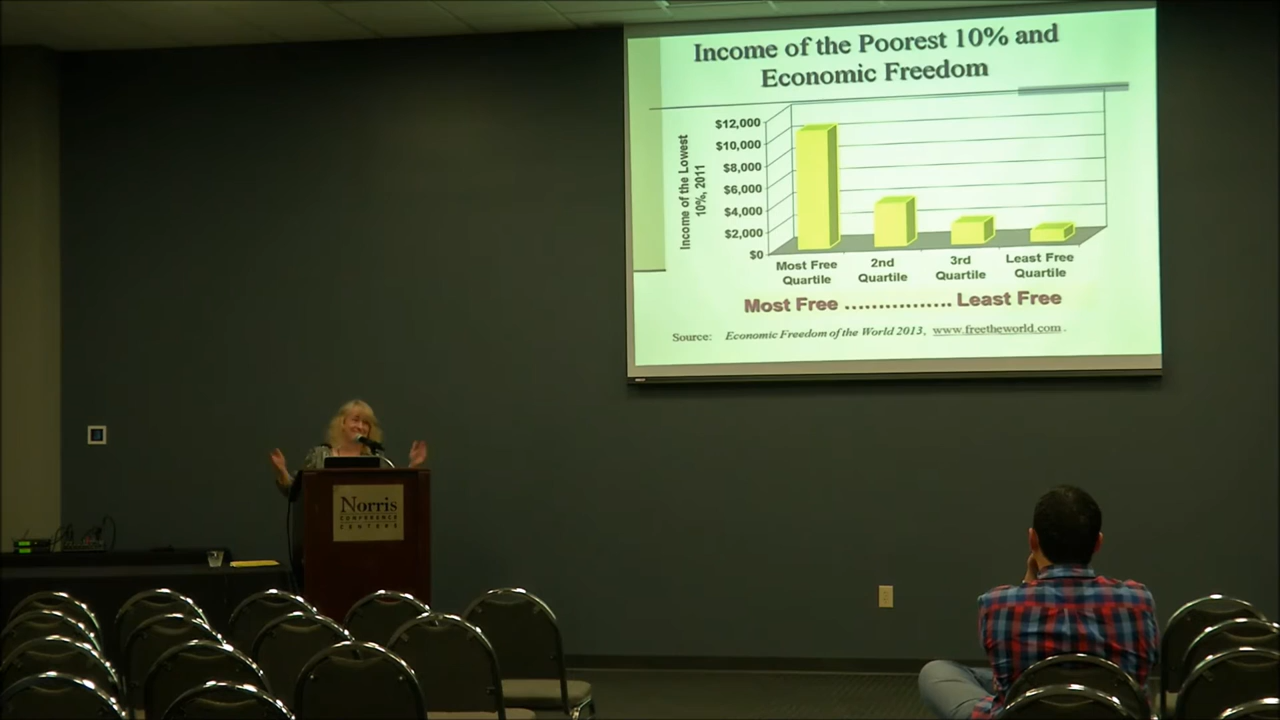 Income of the Poorest 10% and
Economic Freedom
Income of the Lowest
10%, 2011
$12,000
$10,000
$8,000
$6,000
$4,000
$2,000
$0
Most Free
Quartile
2nd
Quartile
3rd
Quartile
Least Free
Quartile
Most Free ................ Least Free
Source: Economic Freedom of the World 2013, www.freetheworld.com.
Norris
CONFERENCE
CENTERS